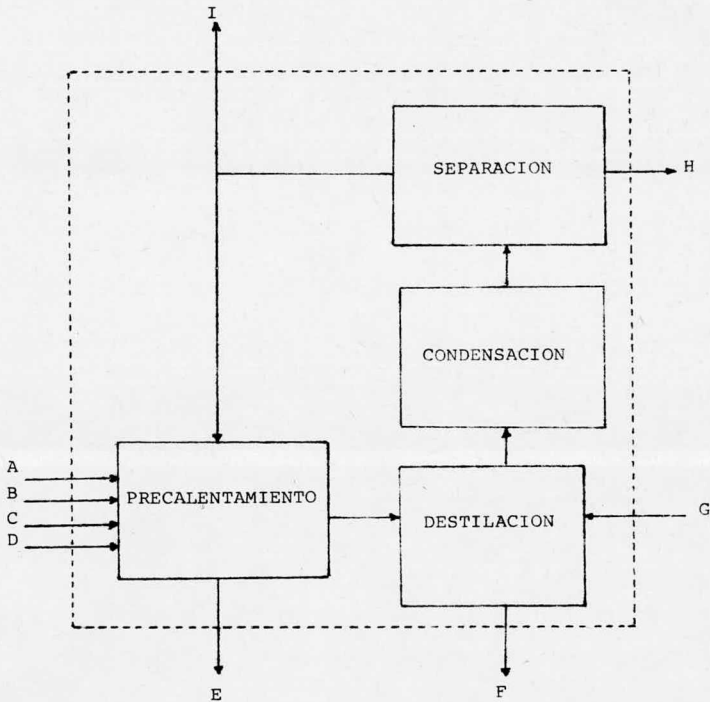 I
SEPARACION
H
CONDENSACION
A
B
C
D
PRECALENTAMIENTO
DESTILACION
G
E
F